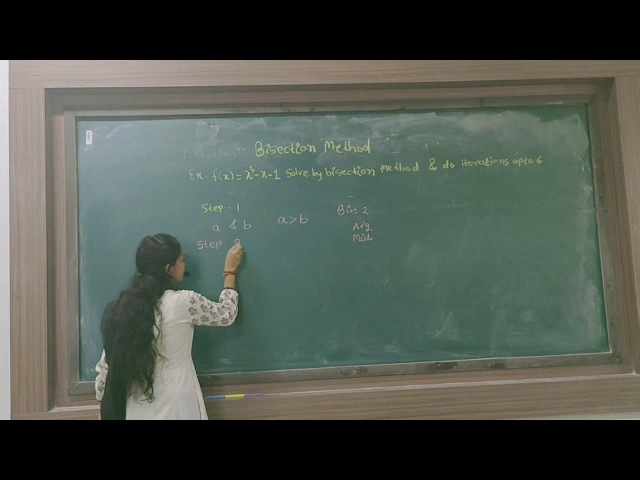 Bisection Method
Ex: f(x) = x³-x-1 Solve by bisection Method & do iterations upto 6
Step - 1
a & b
a>b
Step 2
Bi:- 2
Avg
Mid